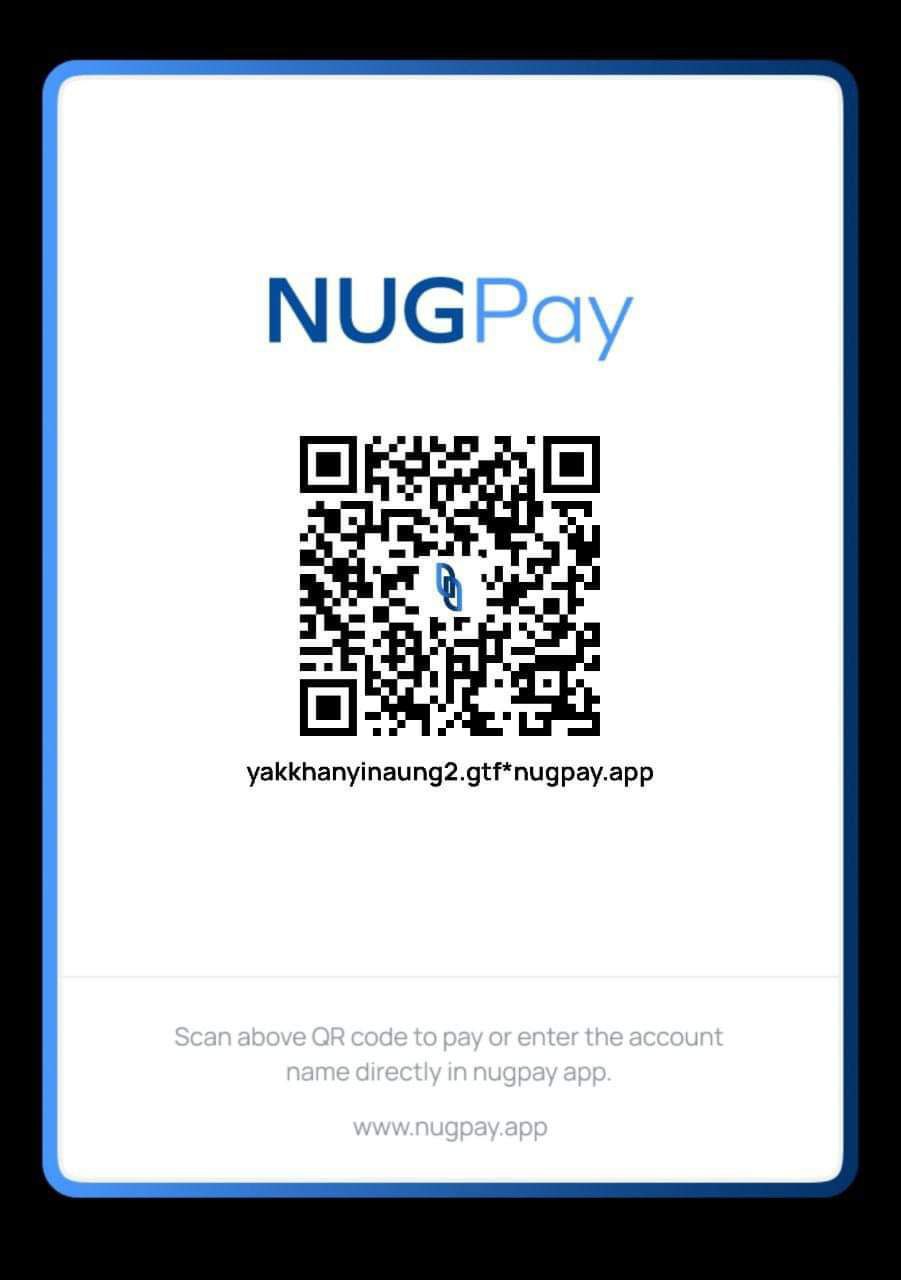 NUGPay
yakkhanyinaung2.gtf*nugpay.app
Scan above QR code to pay or enter the account
name directly in nugpay app.
www.nugpay.app